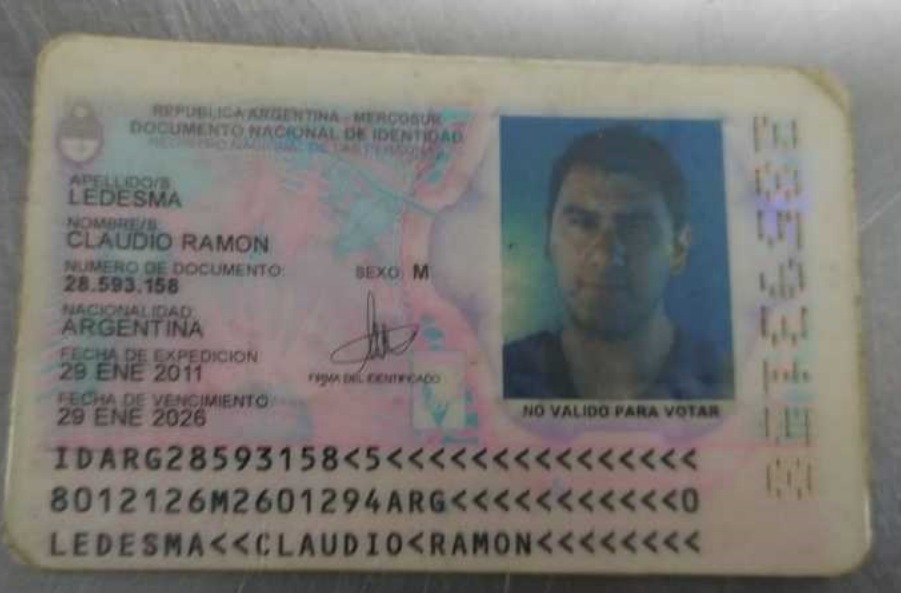 REPUBLICA ARGENTINA - MERCOSUR
DOCUMENTO NACIONAL DE IDENTIDAD
REGISTRO NACIONAL DE LAS PERSONAS
APELLIDO/S
LEDESMA
NOMBRE/S
CLAUDIO RAMON
NUMERO DE DOCUMENTO:
28.593.158
SEXO: M
NACIONALIDAD:
ARGENTINA
FECHA DE EXPEDICION
29 ENE 2011
FECHA DE VENCIMIENTO
29 ENE 2026
FIRMA DEL IDENTIFICADO
NO VALIDO PARA VOTAR
IDARG28593158<5<<<<<<<<<<<<<<<
8012126M2601294ARG<<<<<<<<<<<0
LEDESMA<<CLAUDIO<RAMON<<<<<<<<